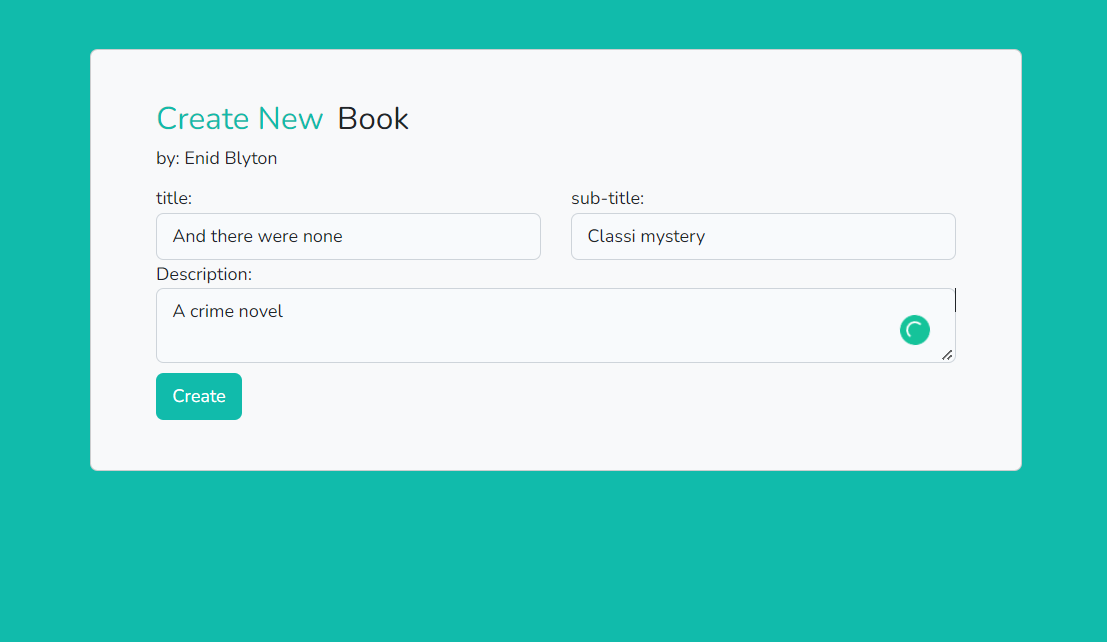 Create New Book
by: Enid Blyton
title:
sub-title:
And there were none
Classi mystery
Description:
A crime novel
Create